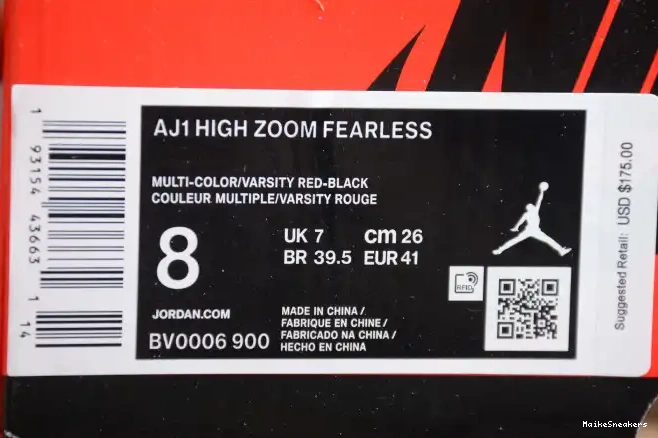 AJ1 HIGH ZOOM FEARLESS
MULTI-COLOR/VARSITY RED-BLACK
COULEUR MULTIPLE/VARSITY ROUGE
8
UK 7 cm 26
BR 39.5 EUR 41
JORDAN.COM
BV0006 900
MADE IN CHINA /
FABRIQUE EN CHINE /
FABRICADO NA CHINA /
HECHO EN CHINA
RFID
1 93154 43663 1
14
Suggested Retail: USD $175.00
MaikeSneakers